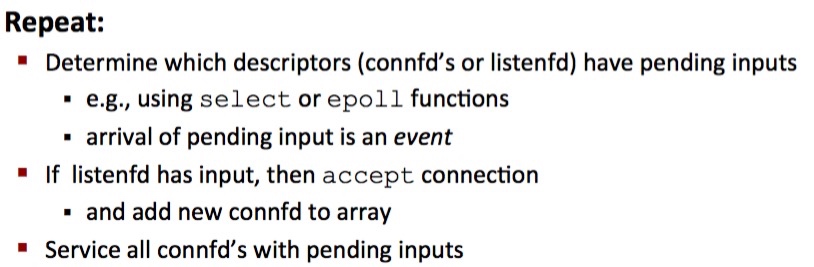 Repeat:
▪ Determine which descriptors (connfd’s or listenfd) have pending inputs
▪ e.g., using select or epoll functions
▪ arrival of pending input is an event
▪ If listenfd has input, then accept connection
▪ and add new connfd to array
▪ Service all connfd’s with pending inputs